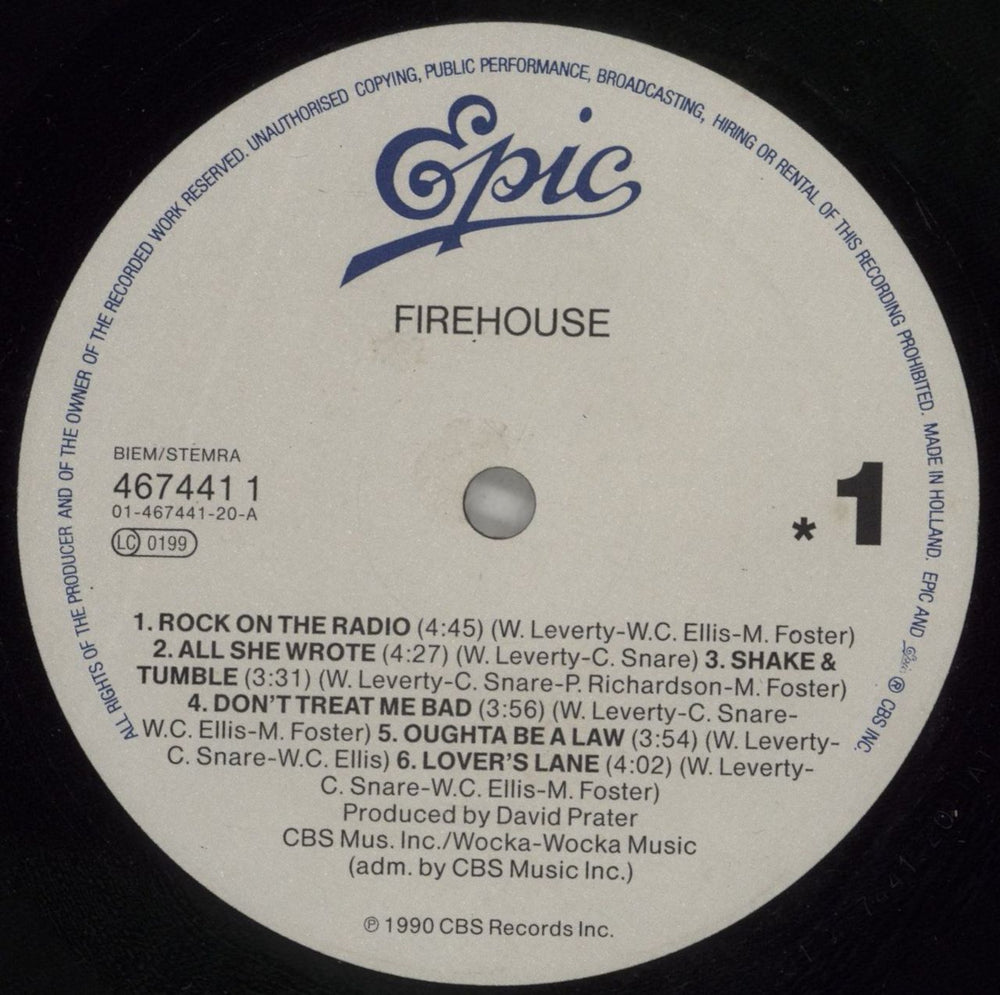 ALL RIGHTS OF THE PRODUCER AND OF THE OWNER OF THE RECORDED WORK RESERVED. UNAUTHORISED COPYING, PUBLIC PERFORMANCE, BROADCASTING, HIRING OR RENTAL OF THIS RECORDING PROHIBITED. MADE IN HOLLAND. EPIC AND Epic ® CBS INC.
Epic
FIREHOUSE
BIEM/STEMRA
467441 1
01-467441-20-A
LC 0199
* 1
1. ROCK ON THE RADIO (4:45) (W. Leverty-W.C. Ellis-M. Foster)
2. ALL SHE WROTE (4:27) (W. Leverty-C. Snare) 3. SHAKE &
TUMBLE (3:31) (W. Leverty-C. Snare-P. Richardson-M. Foster)
4. DON'T TREAT ME BAD (3:56) (W. Leverty-C. Snare-
W.C. Ellis-M. Foster) 5. OUGHTA BE A LAW (3:54) (W. Leverty-
C. Snare-W.C. Ellis) 6. LOVER'S LANE (4:02) (W. Leverty-
C. Snare-W.C. Ellis-M. Foster)
Produced by David Prater
CBS Mus. Inc./Wocka-Wocka Music
(adm. by CBS Music Inc.)
℗ 1990 CBS Records Inc.